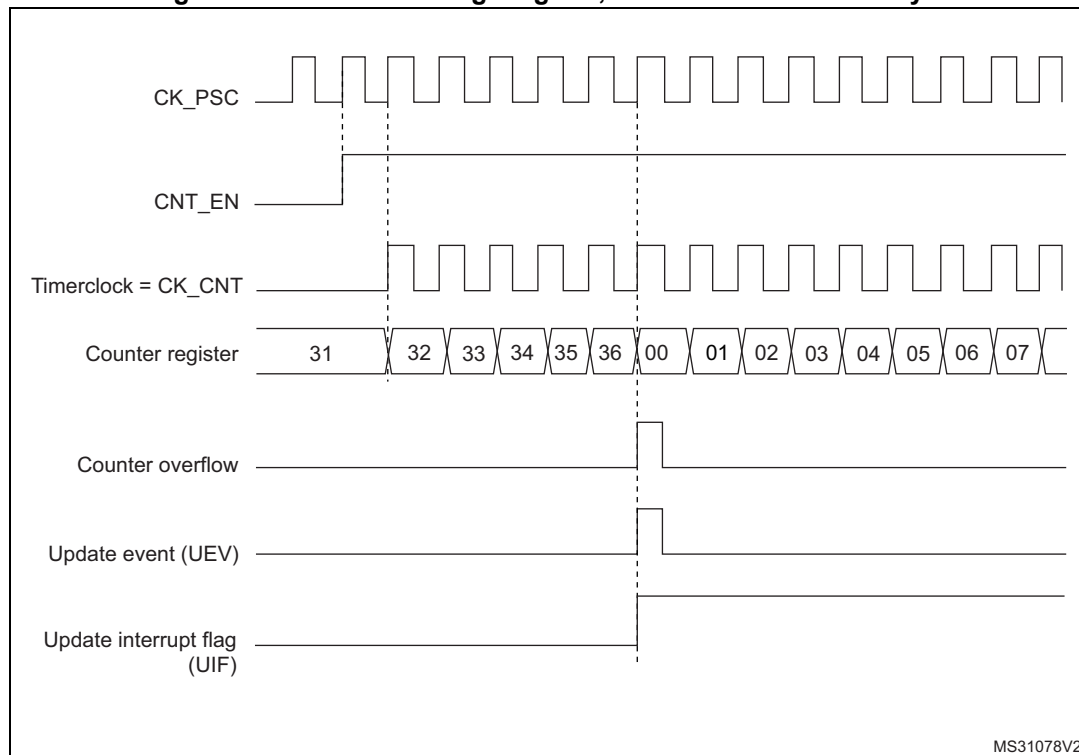 CK_PSC
CNT_EN
Timerclock = CK_CNT
Counter register 31 32 33 34 35 36 00 01 02 03 04 05 06 07
Counter overflow
Update event (UEV)
Update interrupt flag
(UIF)
MS31078V2